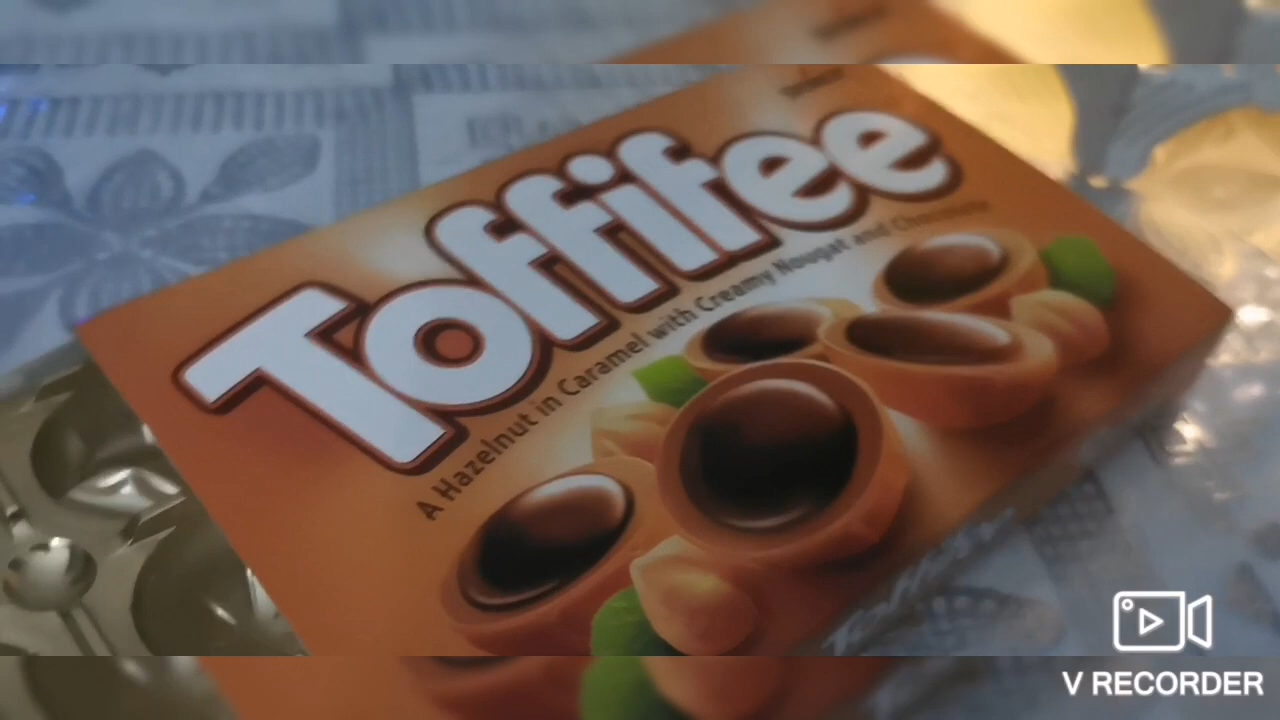 Toffifee
A Hazelnut in Caramel with Creamy Nougat and Chocolate
V RECORDER